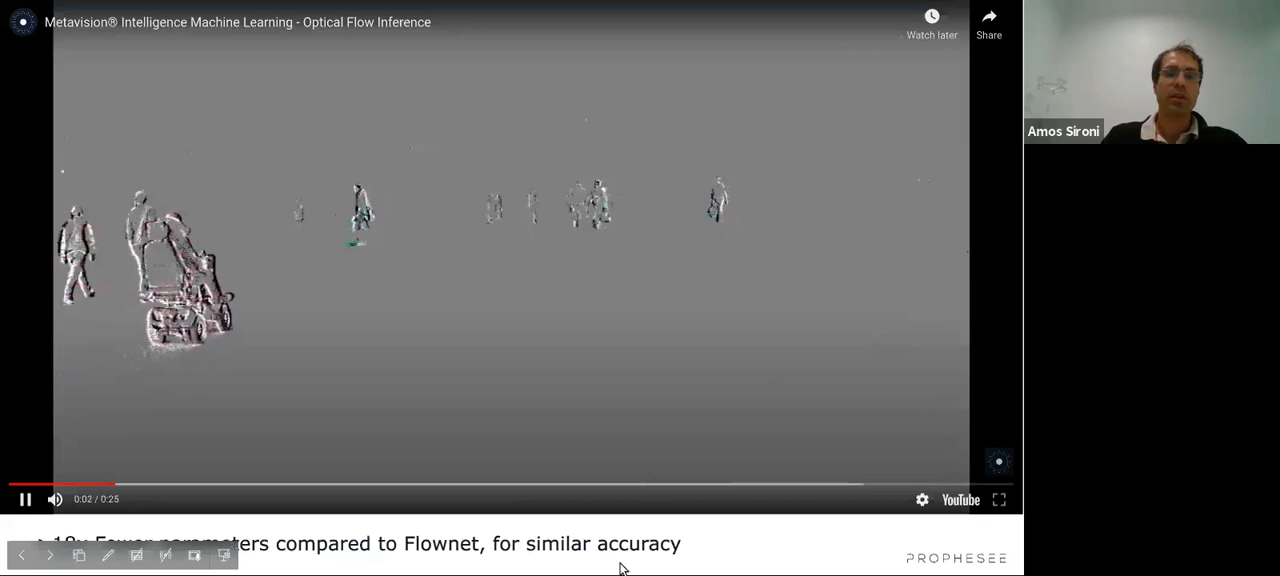 Metavision® Intelligence Machine Learning - Optical Flow Inference
Watch later
Share
Amos Sironi
0:02 / 0:25
YouTube
parameters compared to Flownet, for similar accuracy
PROPHESEE